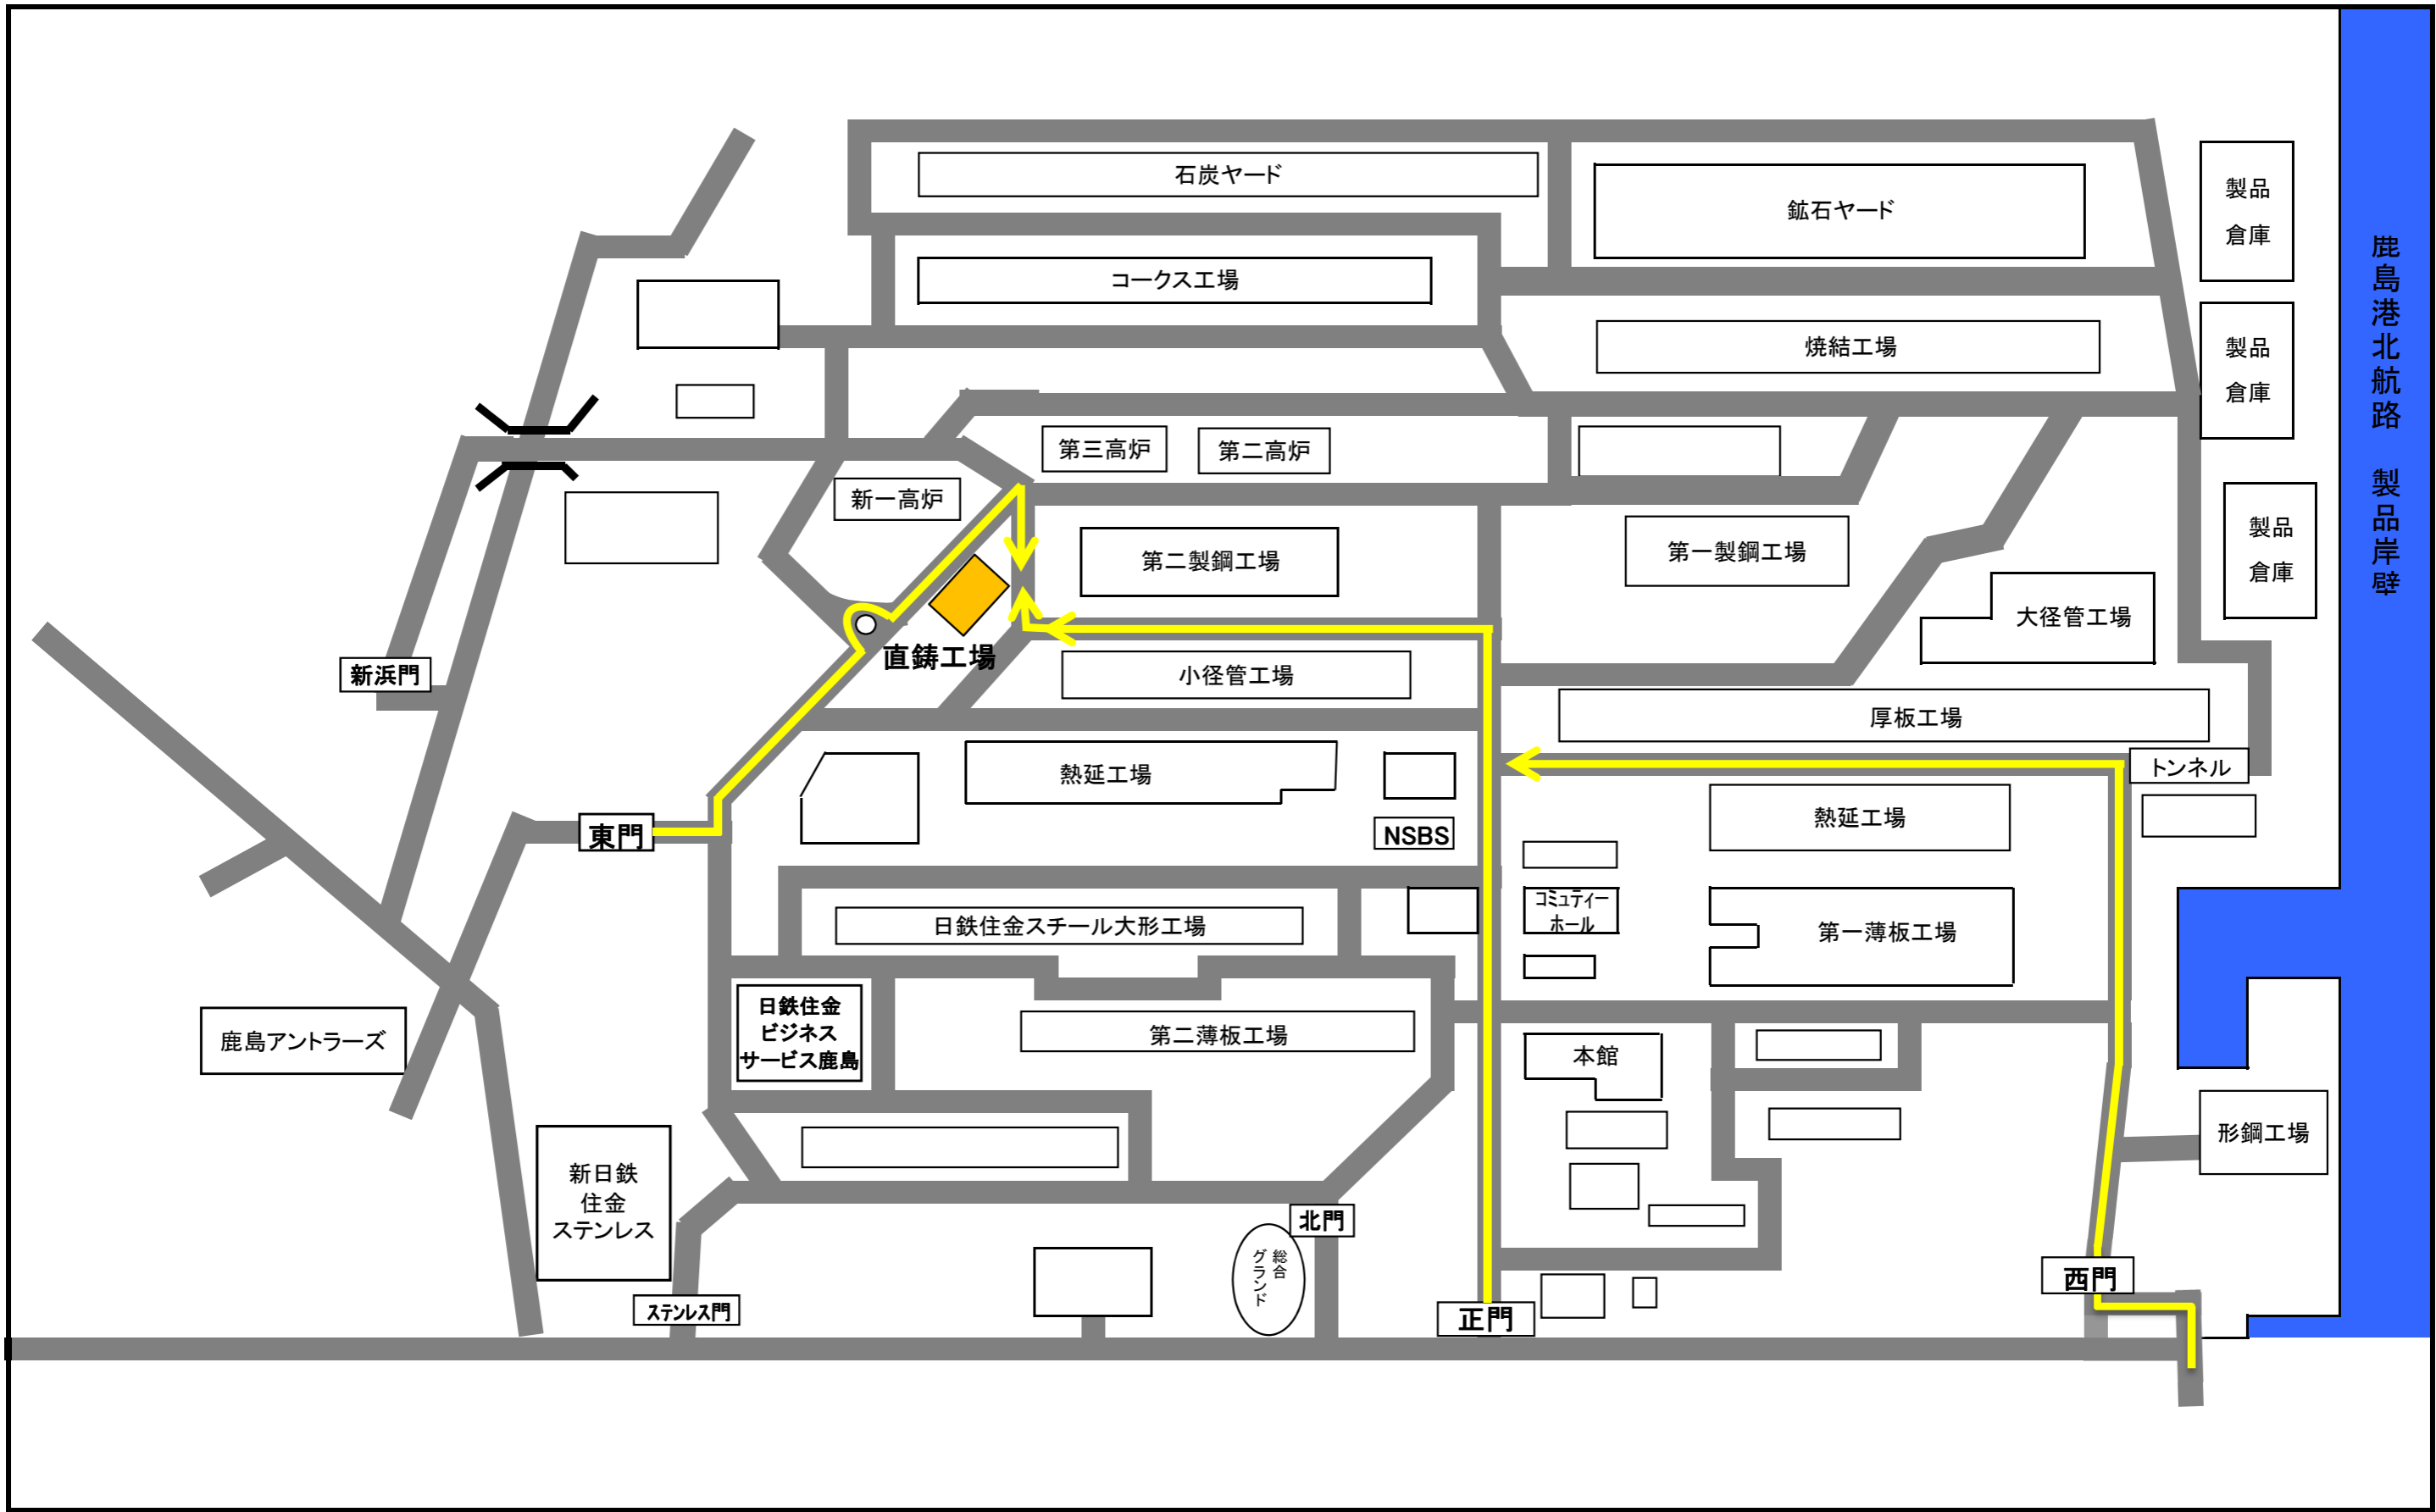 石炭ヤード
鉱石ヤード
製品
倉庫
コークス工場
焼結工場
製品
倉庫
鹿島港北航路 製品岸壁
第三高炉
第二高炉
新一高炉
第二製鋼工場
第一製鋼工場
製品
倉庫
大径管工場
直鋳工場
小径管工場
新浜門
厚板工場
トンネル
熱延工場
熱延工場
東門
NSBS
日鉄住金スチール大形工場
コミュティー
ホール
第一薄板工場
日鉄住金
ビジネス
サービス鹿島
第二薄板工場
鹿島アントラーズ
本館
形鋼工場
新日鉄
住金
ステンレス
北門
総合
グランド
西門
ステンレス門
正門